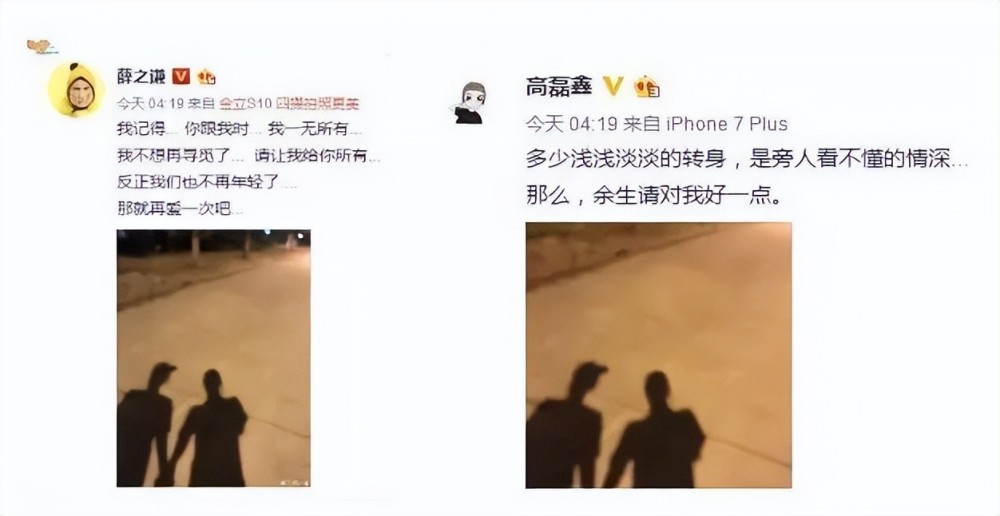 薛之谦
今天 04:19 来自 金立S10 四摄拍照更美
我记得... 你跟我时... 我一无所有...
我不想再寻觅了... 请让我给你所有...
反正我们也不再年轻了....
那就再爱一次吧...
高磊鑫
今天 04:19 来自 iPhone 7 Plus
多少浅浅淡淡的转身，是旁人看不懂的情深...
那么，余生请对我好一点。